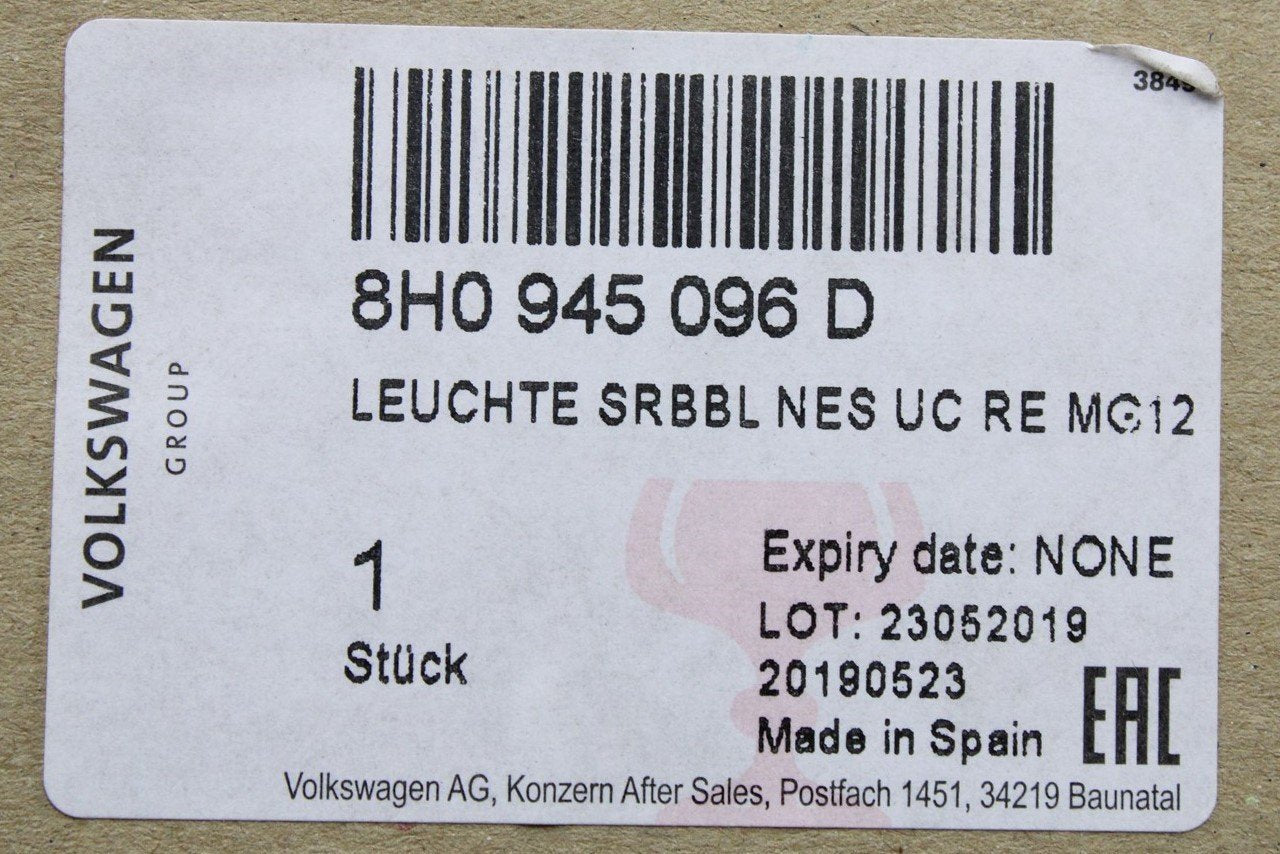 8H0 945 096 D
LEUCHTE SRBBL NES UC RE MG12
1
Stück
Expiry date: NONE
LOT: 23052019
20190523
Made in Spain
EAC
Volkswagen AG, Konzern After Sales, Postfach 1451, 34219 Baunatal
VOLKSWAGEN
GROUP